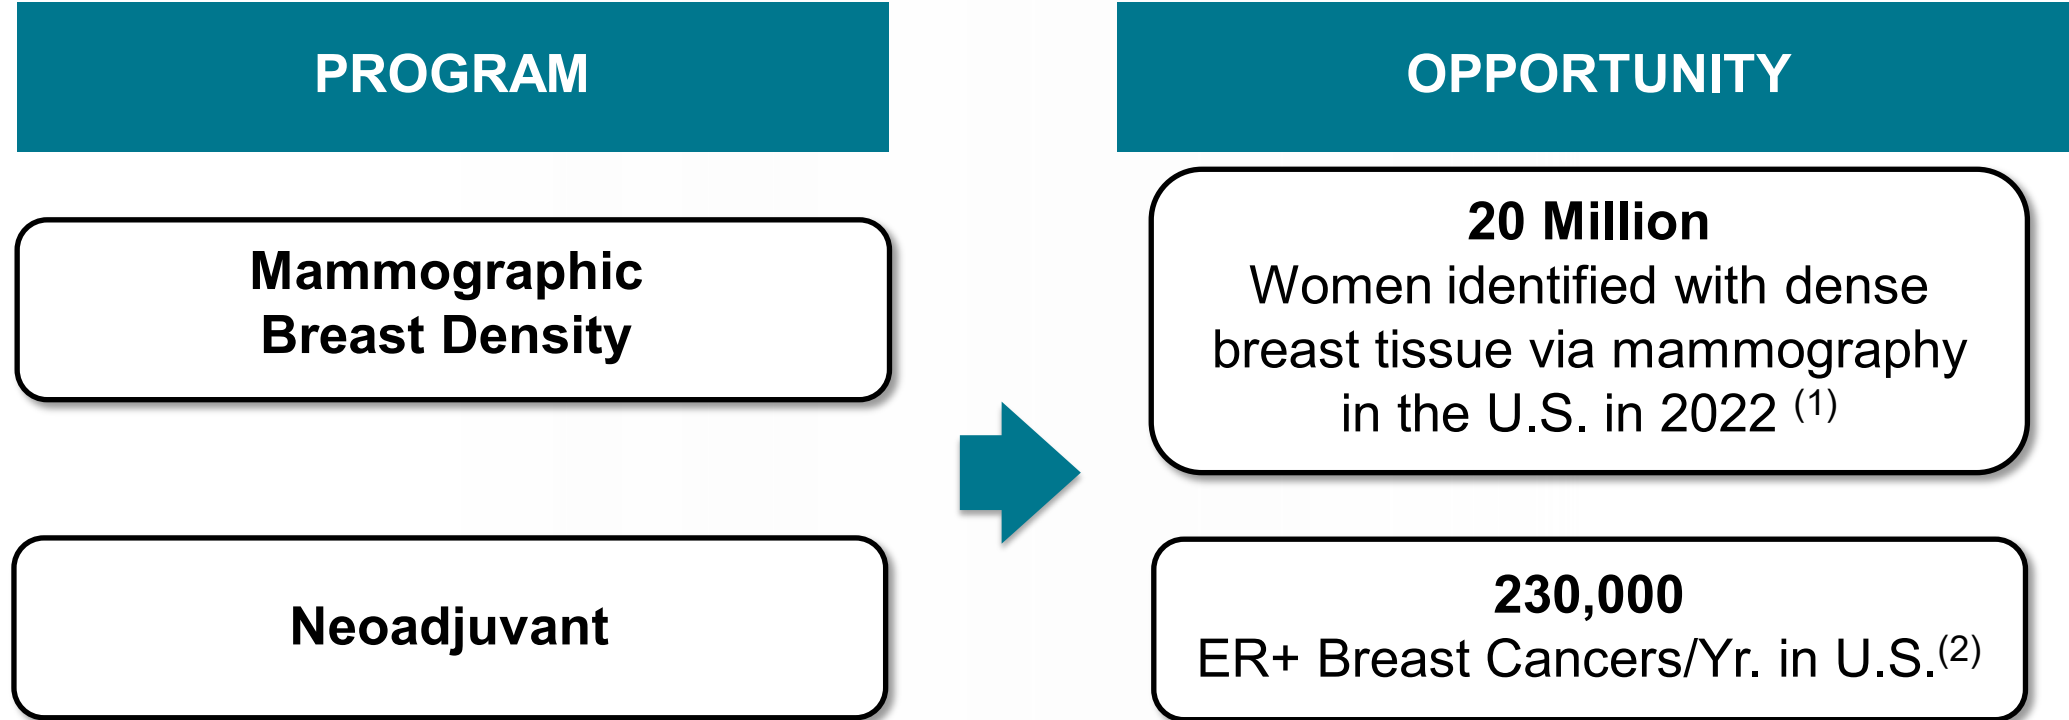 PROGRAM
OPPORTUNITY
Mammographic
Breast Density
20 Million
Women identified with dense
breast tissue via mammography
in the U.S. in 2022 (1)
Neoadjuvant
230,000
ER+ Breast Cancers/Yr. in U.S.(2)